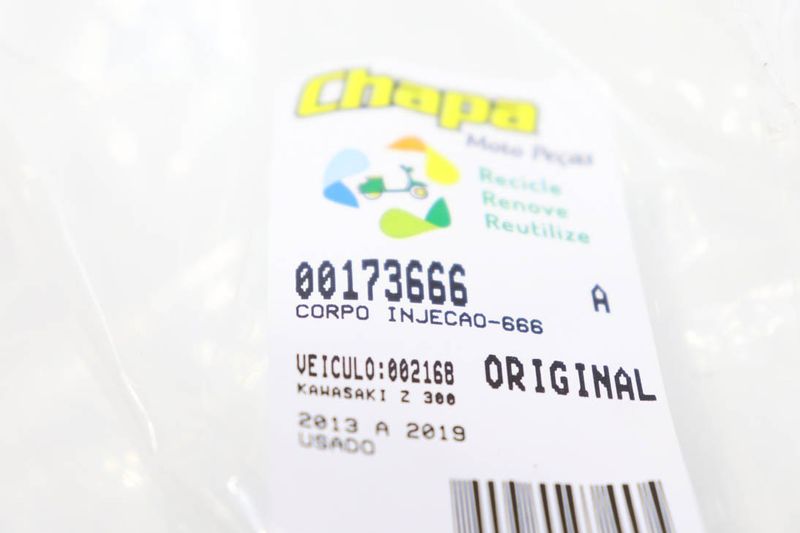 Chapa
Moto Peças
Recicle
Renove
Reutilize
00173666 A
CORPO INJECAO-666
VEICULO:002168 ORIGINAL
KAWASAKI Z 300
2013 A 2019
USADO